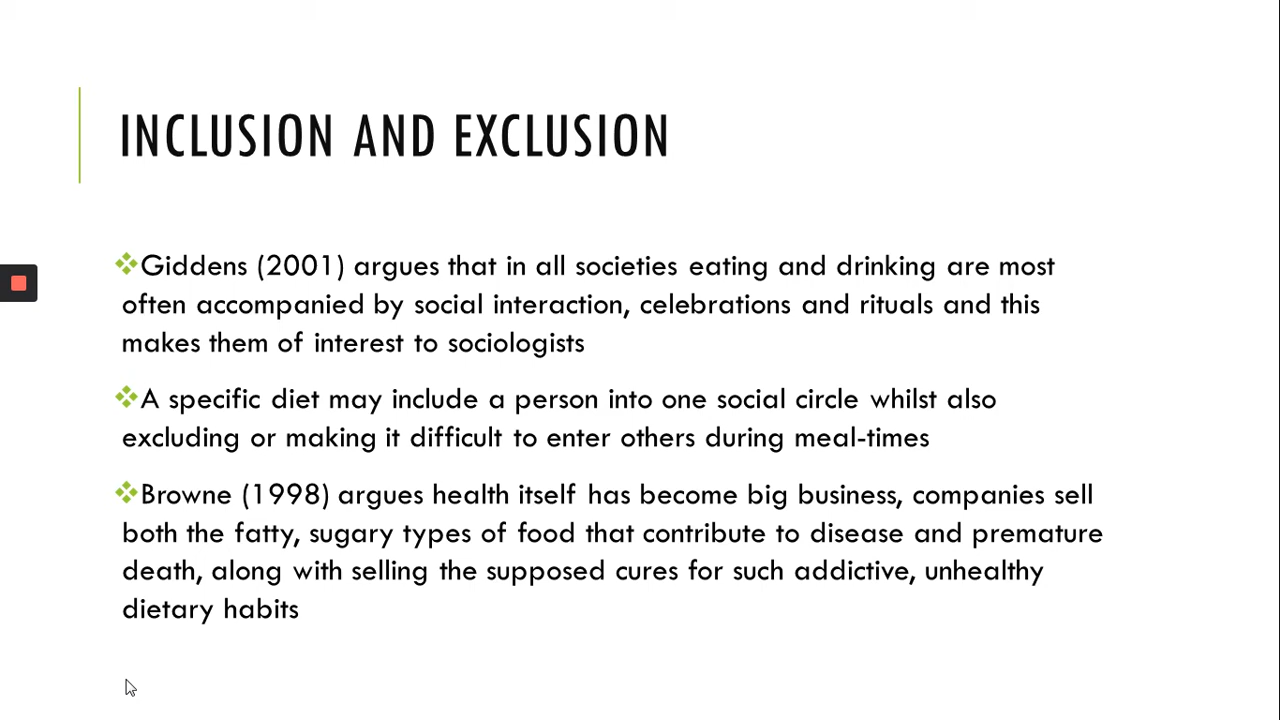 INCLUSION AND EXCLUSION
Giddens (2001) argues that in all societies eating and drinking are most
often accompanied by social interaction, celebrations and rituals and this
makes them of interest to sociologists
A specific diet may include a person into one social circle whilst also
excluding or making it difficult to enter others during meal-times
Browne (1998) argues health itself has become big business, companies sell
both the fatty, sugary types of food that contribute to disease and premature
death, along with selling the supposed cures for such addictive, unhealthy
dietary habits